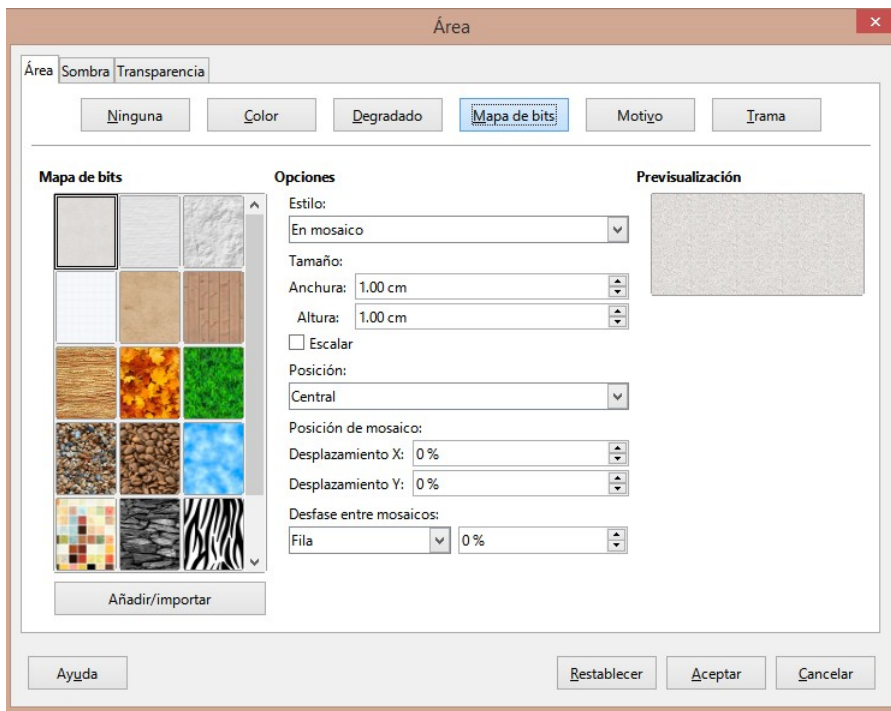 Área
Área Sombra Transparencia
Ninguna Color Degradado Mapa de bits Motivo Trama
Mapa de bits
Opciones
Estilo:
En mosaico
Tamaño:
Anchura: 1.00 cm
Altura: 1.00 cm
Escalar
Posición:
Central
Posición de mosaico:
Desplazamiento X: 0 %
Desplazamiento Y: 0 %
Desfase entre mosaicos:
Fila 0 %
Previsualización
Añadir/importar
Ayuda Restablecer Aceptar Cancelar